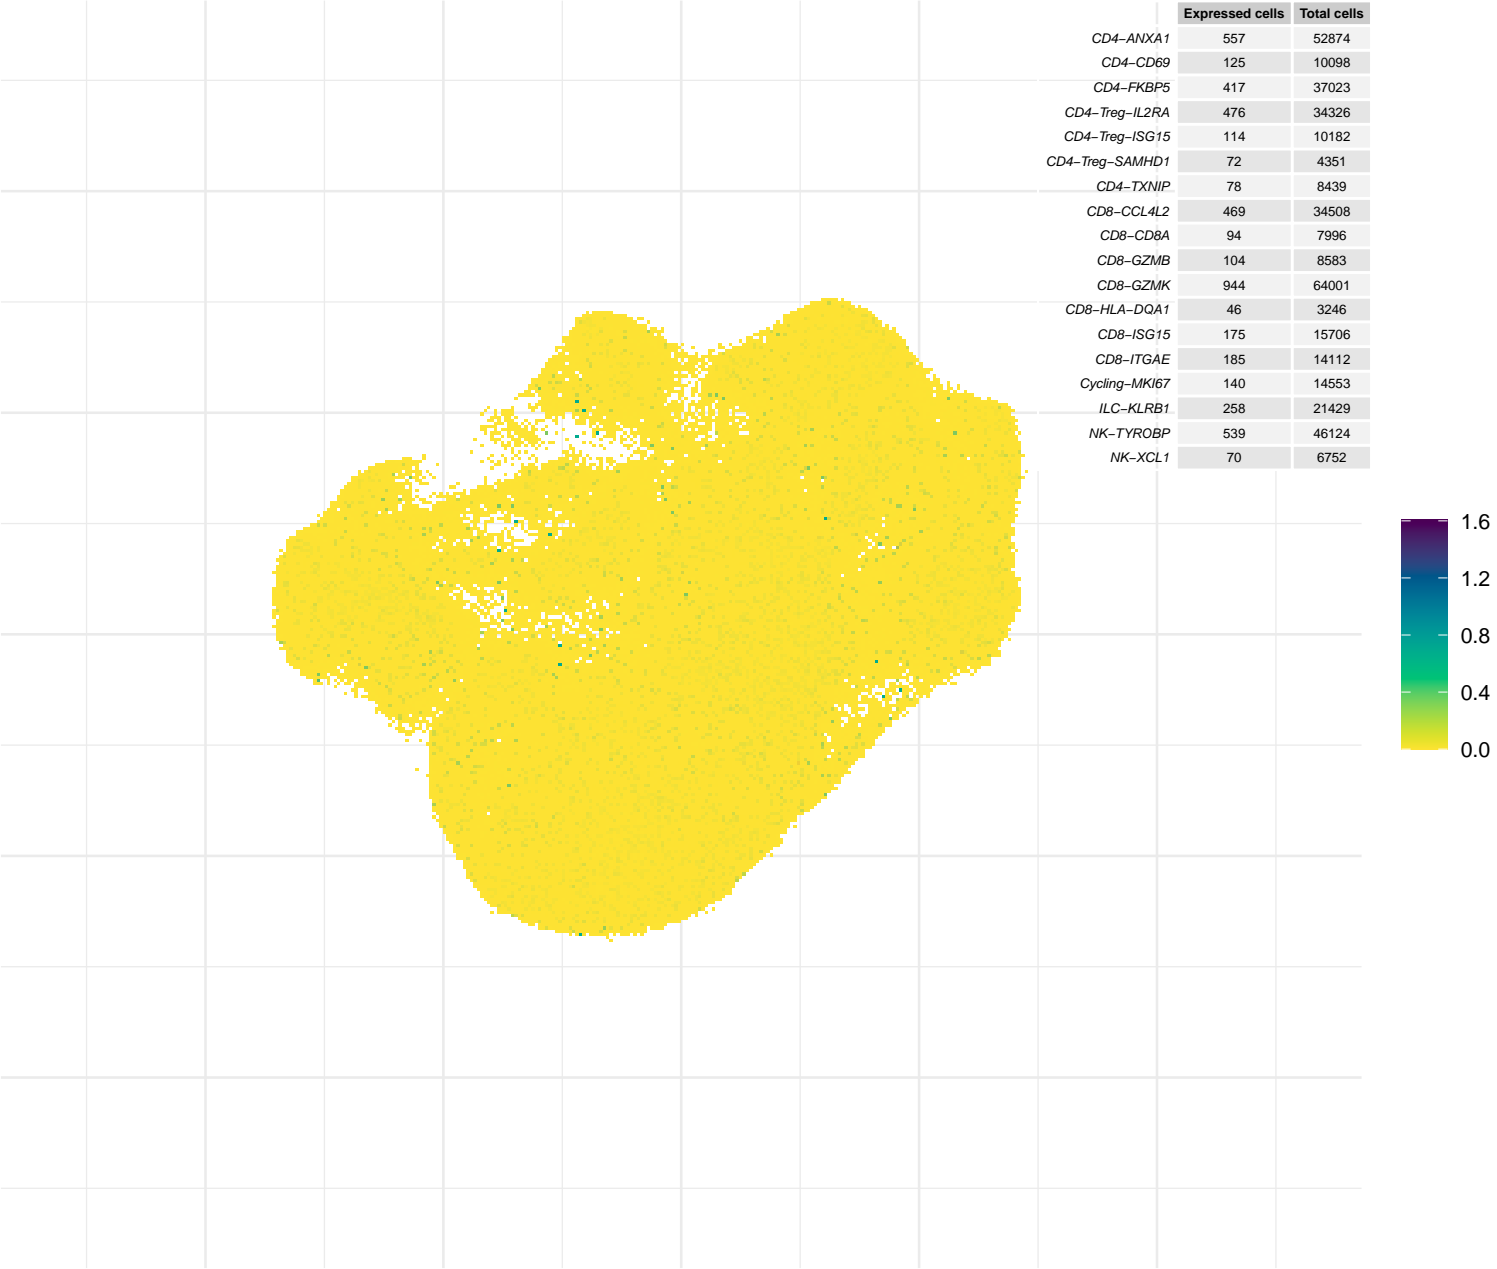 Expressed cells Total cells
CD4−ANXA1 557 52874
CD4−CD69 125 10098
CD4−FKBP5 417 37023
CD4−Treg−IL2RA 476 34326
CD4−Treg−ISG15 114 10182
CD4−Treg−SAMHD1 72 4351
CD4−TXNIP 78 8439
CD8−CCL4L2 469 34508
CD8−CD8A 94 7996
CD8−GZMB 104 8583
CD8−GZMK 944 64001
CD8−HLA−DQA1 46 3246
CD8−ISG15 175 15706
CD8−ITGAE 185 14112
Cycling−MKI67 140 14553
ILC−KLRB1 258 21429
NK−TYROBP 539 46124
NK−XCL1 70 6752
1.6
1.2
0.8
0.4
0.0